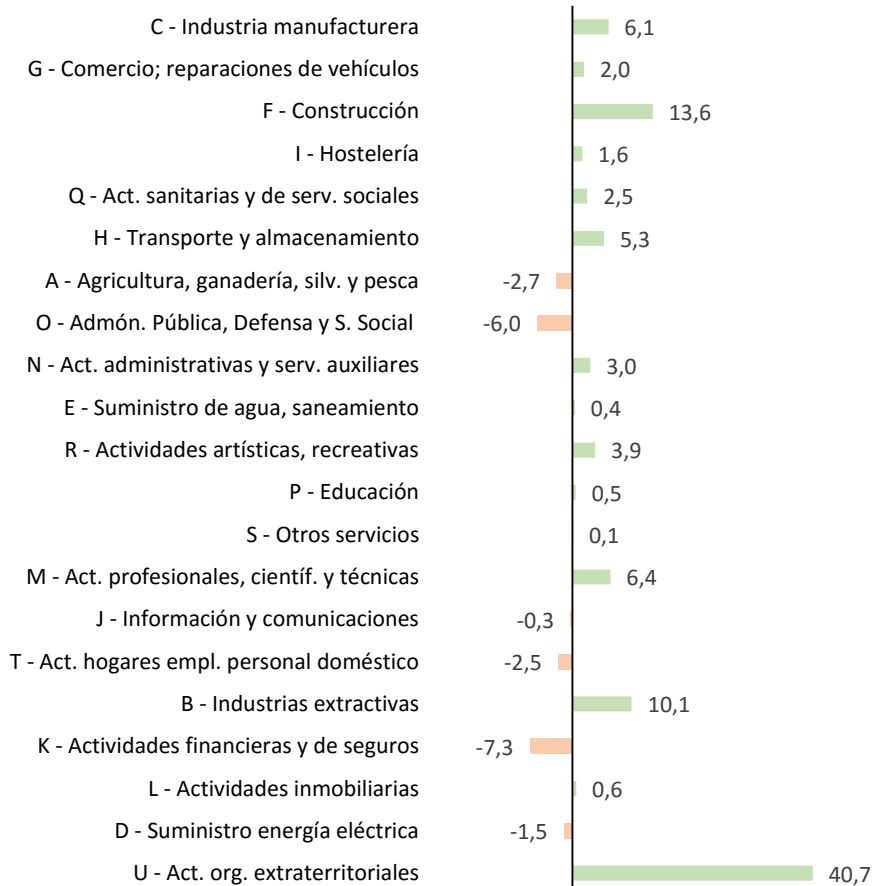 C - Industria manufacturera 6,1
G - Comercio; reparaciones de vehículos 2,0
F - Construcción 13,6
I - Hostelería 1,6
Q - Act. sanitarias y de serv. sociales 2,5
H - Transporte y almacenamiento 5,3
A - Agricultura, ganadería, silv. y pesca -2,7
O - Admón. Pública, Defensa y S. Social -6,0
N - Act. administrativas y serv. auxiliares 3,0
E - Suministro de agua, saneamiento 0,4
R - Actividades artísticas, recreativas 3,9
P - Educación 0,5
S - Otros servicios 0,1
M - Act. profesionales, científ. y técnicas 6,4
J - Información y comunicaciones -0,3
T - Act. hogares empl. personal doméstico -2,5
B - Industrias extractivas 10,1
K - Actividades financieras y de seguros -7,3
L - Actividades inmobiliarias 0,6
D - Suministro energía eléctrica -1,5
U - Act. org. extraterritoriales 40,7